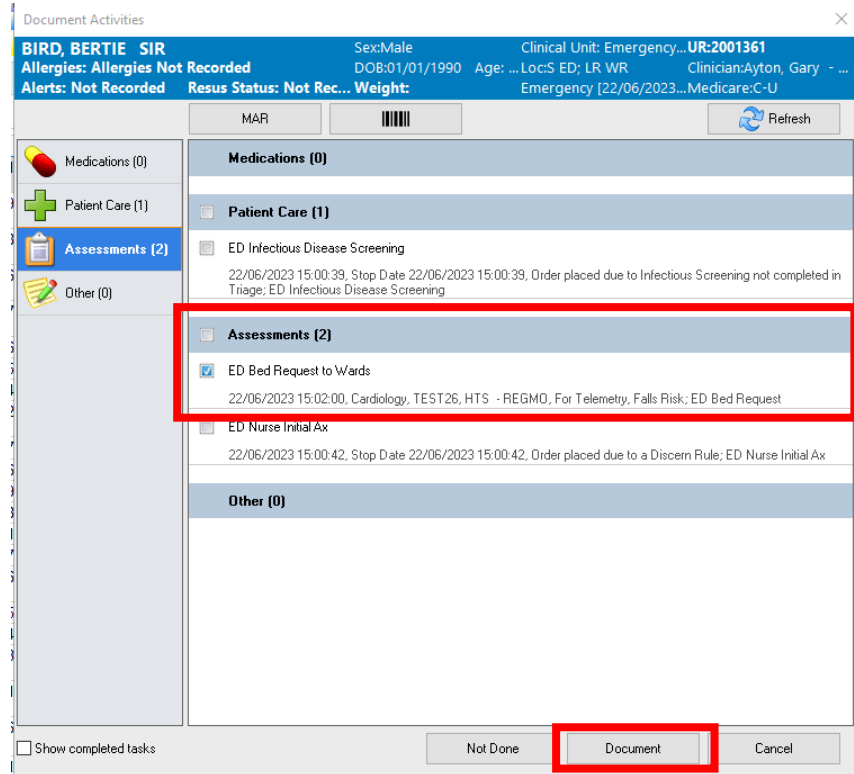 Document Activities
BIRD, BERTIE SIR Sex:Male Clinical Unit: Emergency... UR:2001361
Allergies: Allergies Not Recorded DOB:01/01/1990 Age: ... Loc:S ED; LR WR Clinician:Ayton, Gary - ...
Alerts: Not Recorded Resus Status: Not Rec... Weight: Emergency [22/06/2023... Medicare:C-U
MAR Refresh
Medications (0)
Patient Care (1)
Assessments (2)
Other (0)
Medications (0)
Patient Care (1)
ED Infectious Disease Screening
22/06/2023 15:00:39, Stop Date 22/06/2023 15:00:39, Order placed due to Infectious Screening not completed in
Triage; ED Infectious Disease Screening
Assessments (2)
ED Bed Request to Wards
22/06/2023 15:02:00, Cardiology, TEST26, HTS - REGMO, For Telemetry, Falls Risk; ED Bed Request
ED Nurse Initial Ax
22/06/2023 15:00:42, Stop Date 22/06/2023 15:00:42, Order placed due to a Discern Rule; ED Nurse Initial Ax
Other (0)
Show completed tasks Not Done Document Cancel